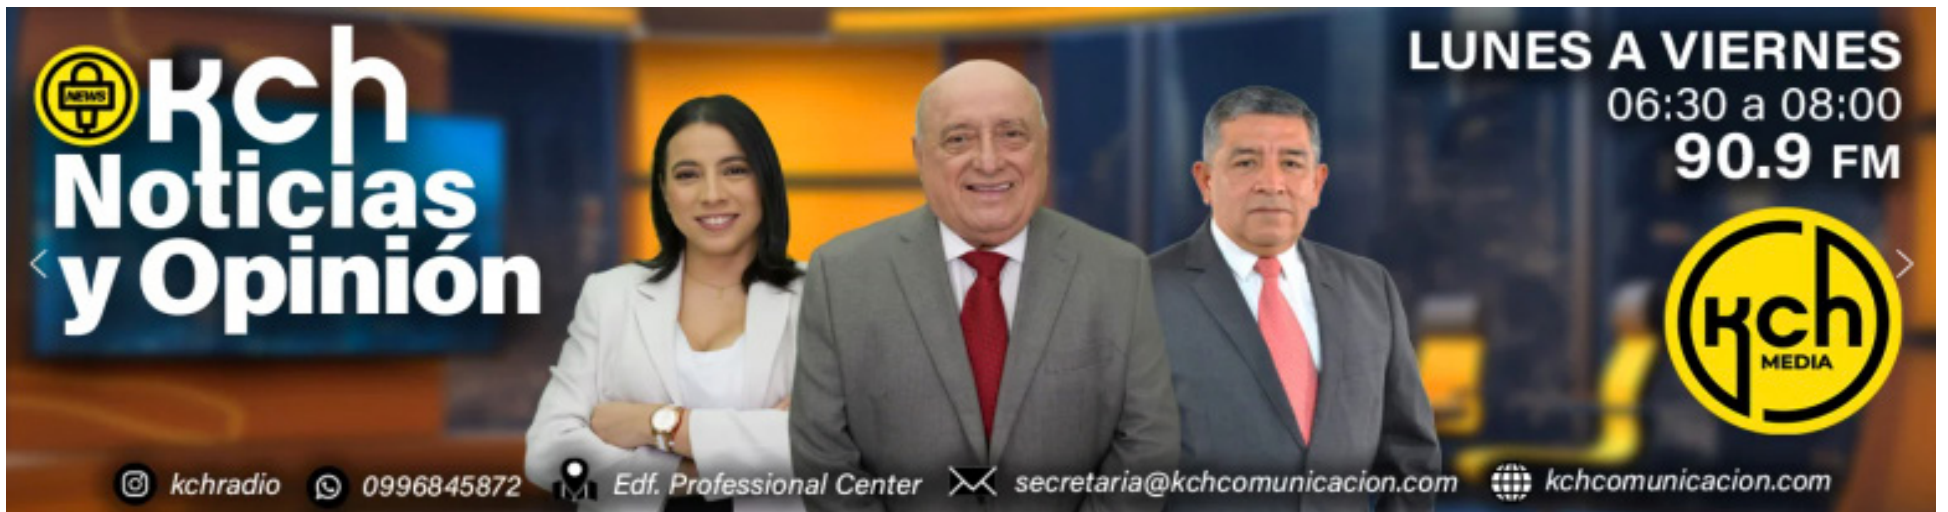 NEWS
kch
Noticias
y Opinión
LUNES A VIERNES
06:30 a 08:00
90.9 FM
kch
MEDIA
kchradio
0996845872
Edf. Professional Center
secretaria@kchcomunicacion.com
kchcomunicacion.com